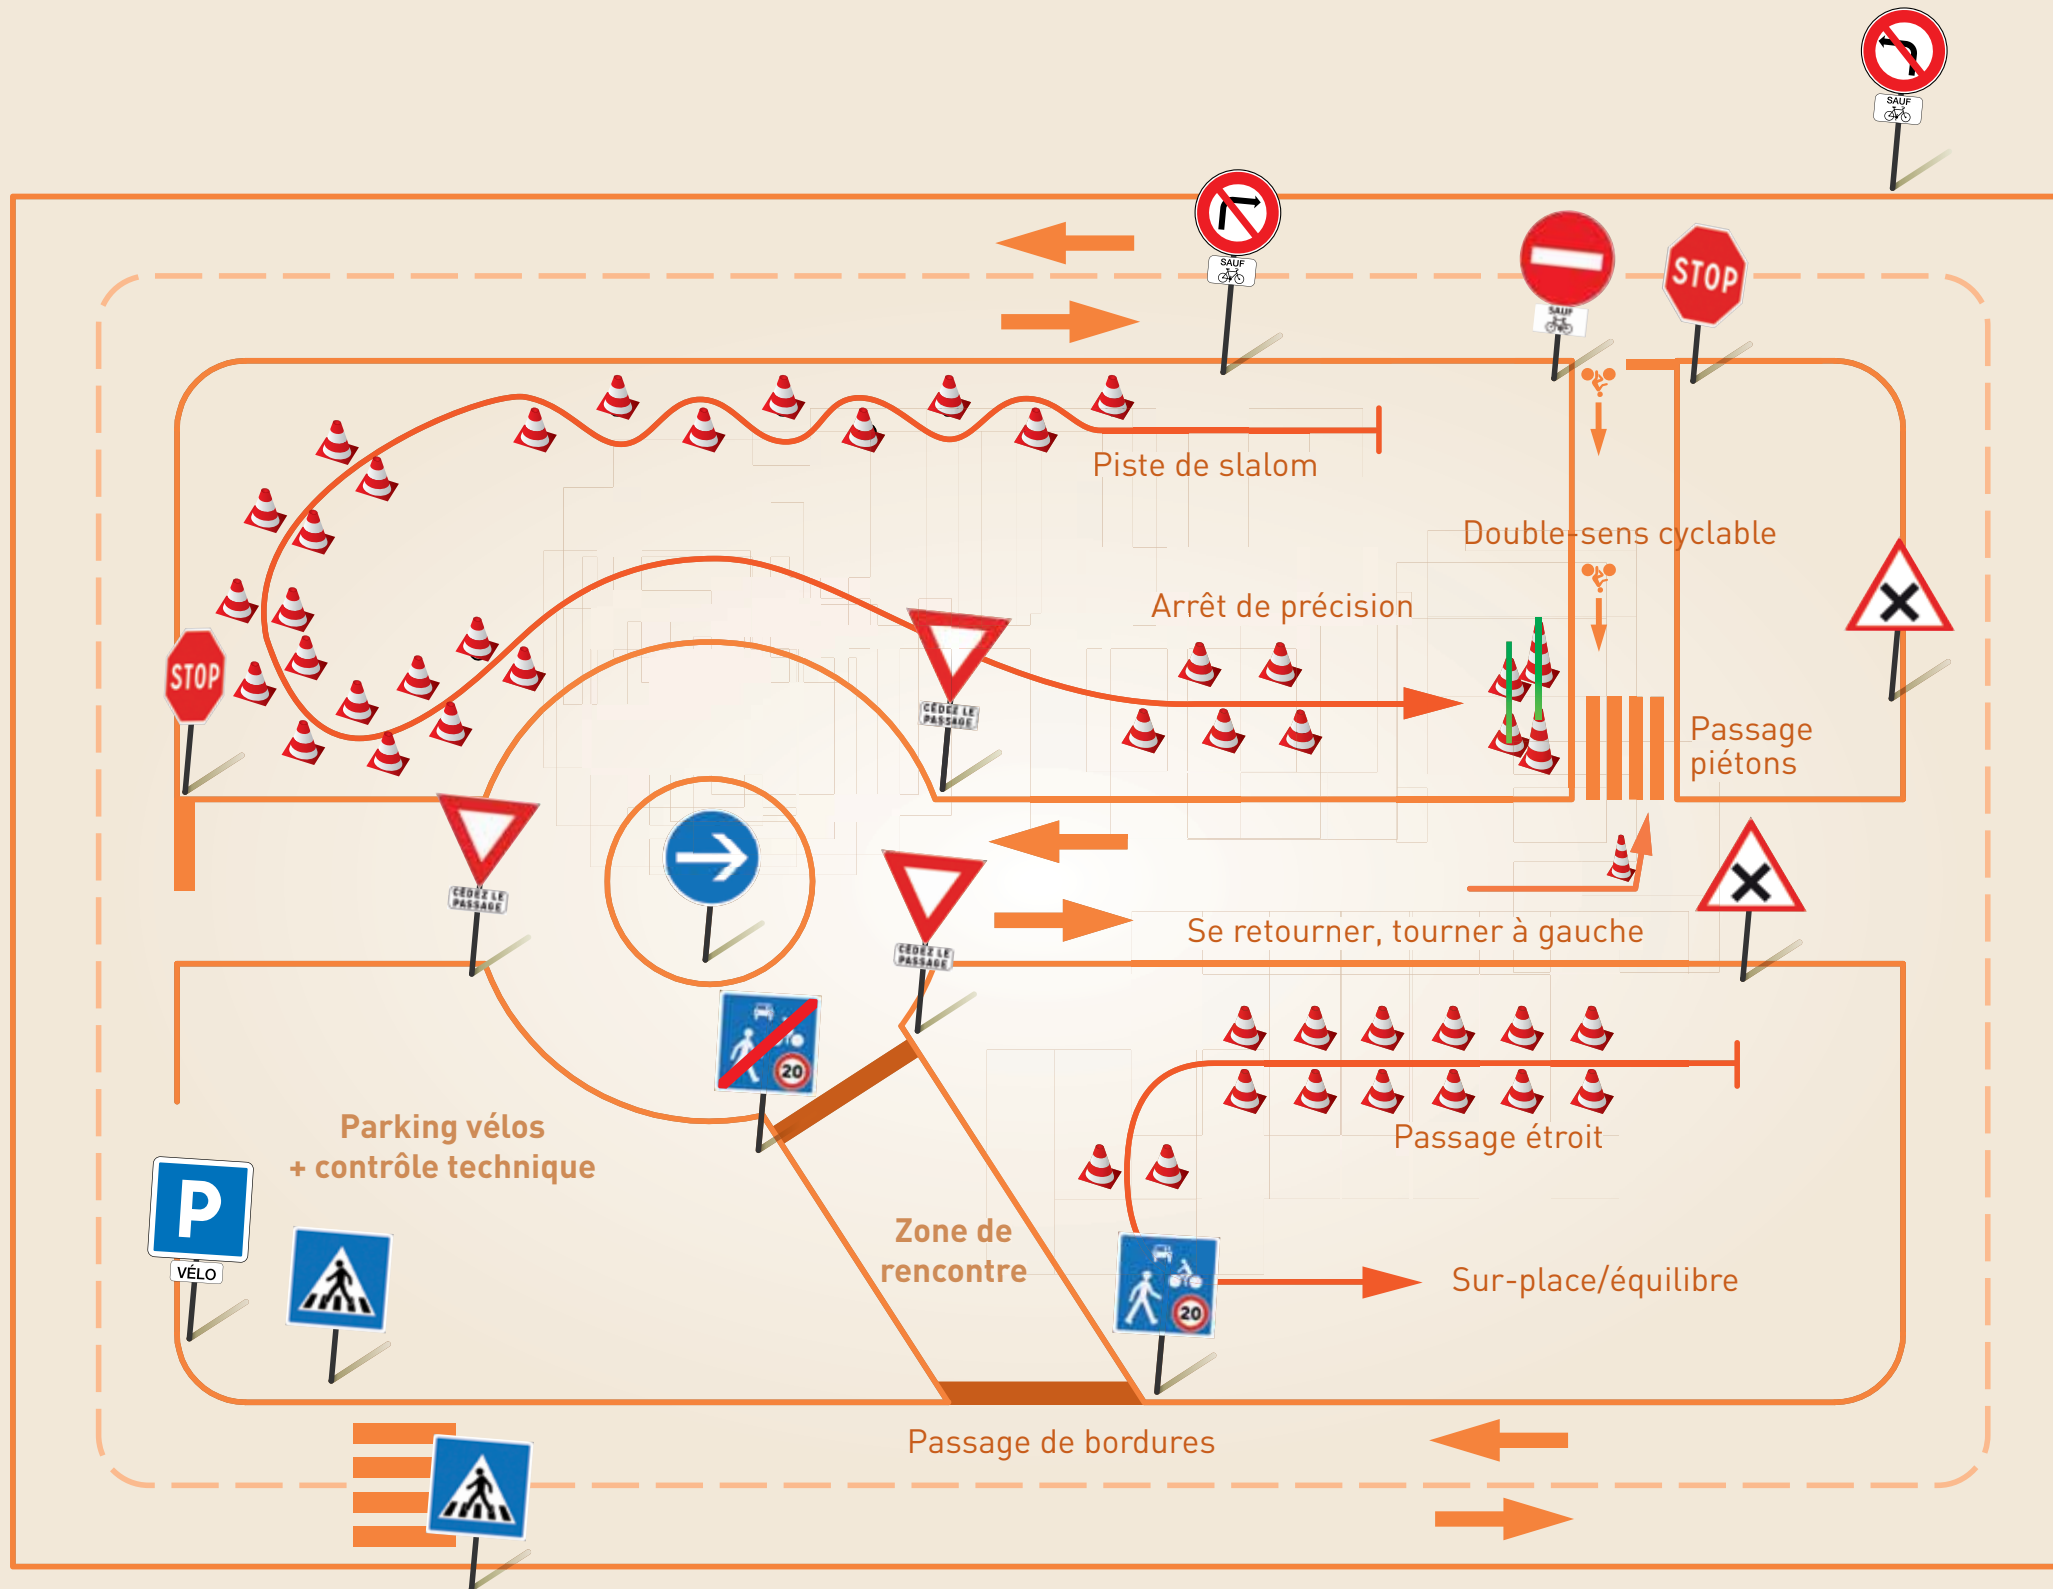 SAUF
SAUF
SAUF
STOP
Piste de slalom
Double-sens cyclable
Arrêt de précision
STOP
CÉDEZ LE
PASSAGE
Passage
piétons
CÉDEZ LE
PASSAGE
CÉDEZ LE
PASSAGE
Se retourner, tourner à gauche
20
Parking vélos
+ contrôle technique
Passage étroit
P
VÉLO
Zone de
rencontre
20
Sur-place/équilibre
Passage de bordures